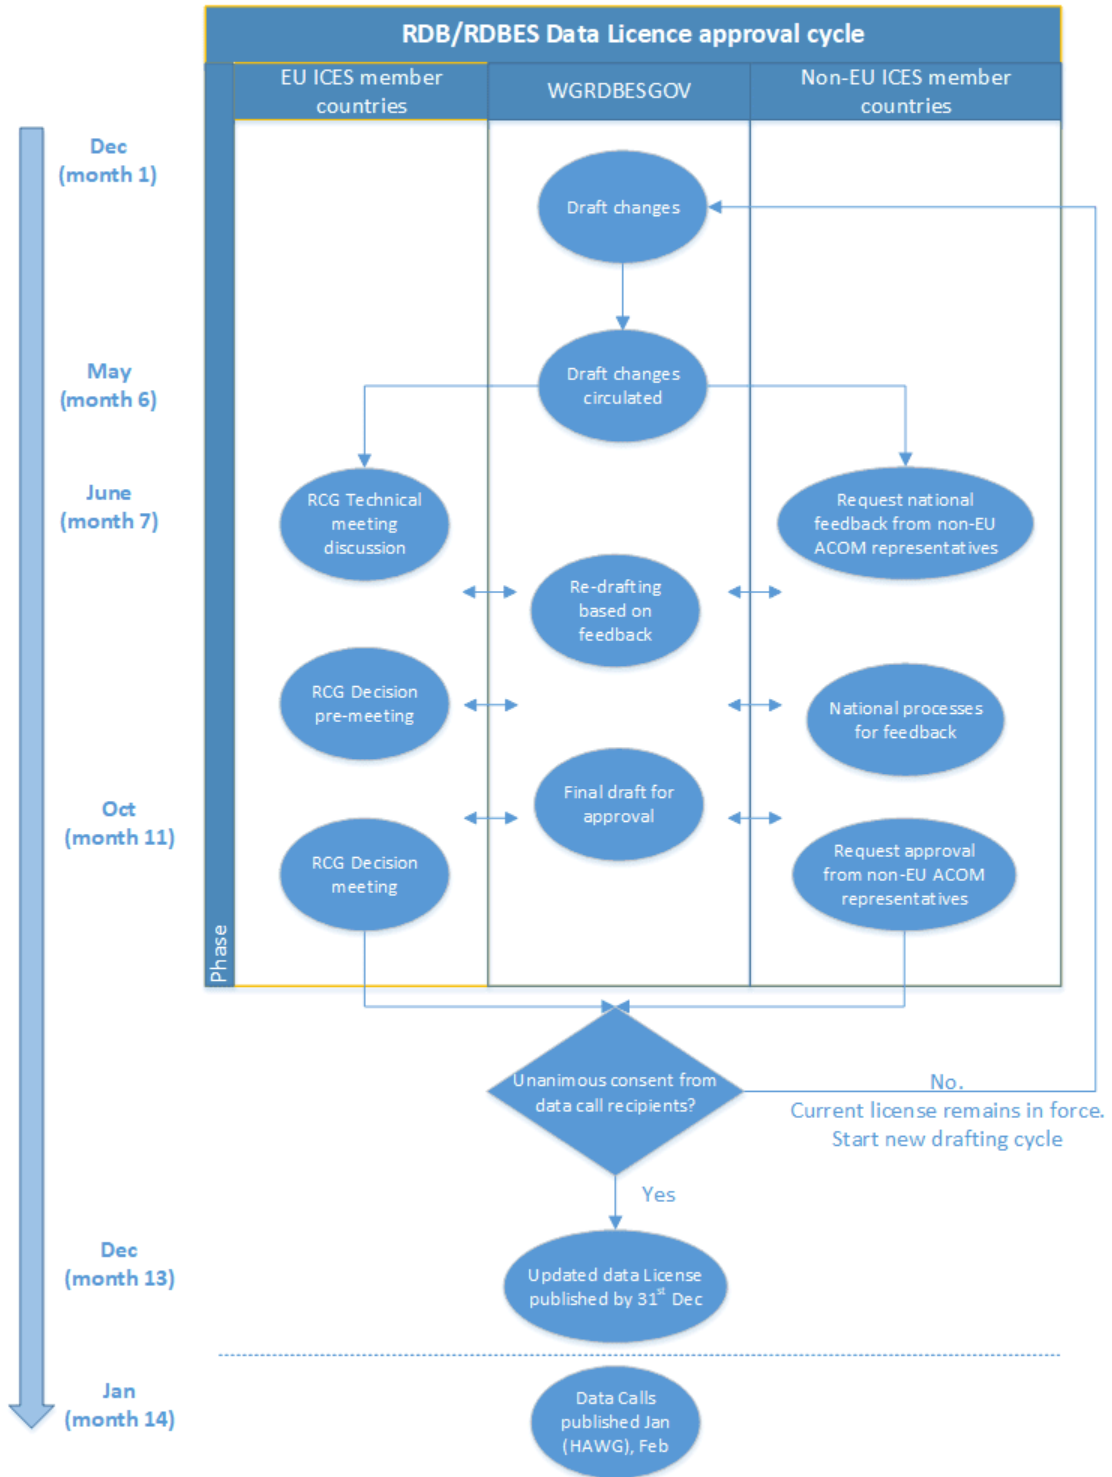 RDB/RDBES Data Licence approval cycle
EU ICES member
countries
WGRDBESGOV
Non-EU ICES member
countries
Dec
(month 1)
Draft changes
May
(month 6)
Draft changes
circulated
June
(month 7)
RCG Technical
meeting
discussion
Request national
feedback from non-EU
ACOM representatives
Re-drafting
based on
feedback
RCG Decision
pre-meeting
National processes
for feedback
Oct
(month 11)
Final draft for
approval
RCG Decision
meeting
Request approval
from non-EU ACOM
representatives
Phase
Unanimous consent from
data call recipients?
No.
Current license remains in force.
Start new drafting cycle
Yes
Dec
(month 13)
Updated data License
published by 31st Dec
Jan
(month 14)
Data Calls
published Jan
(HAWG), Feb